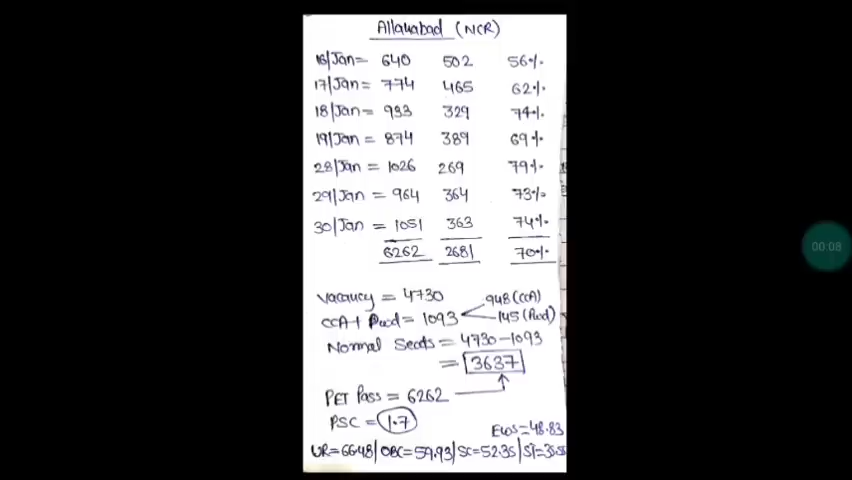 Allahabad (NCR)
16/Jan= 640 502 56%
17/Jan= 774 465 62%
18/Jan = 933 329 74%
19/Jan = 874 389 69%
28/Jan = 1026 269 79%
29/Jan = 964 364 73%
30/Jan = 1051 363 74%
6262 2681 70%
Vacancy = 4730
948 (CCA)
CCA+ Pwd = 1093
145 (Pwd)
Normal Seats = 4730-1093
= 3637
PET Pass = 6262
PSC = 1.7
EWS = 48.83
UR=66.48/ OBC = 59.93/ SC=52.35/ ST=
00:08